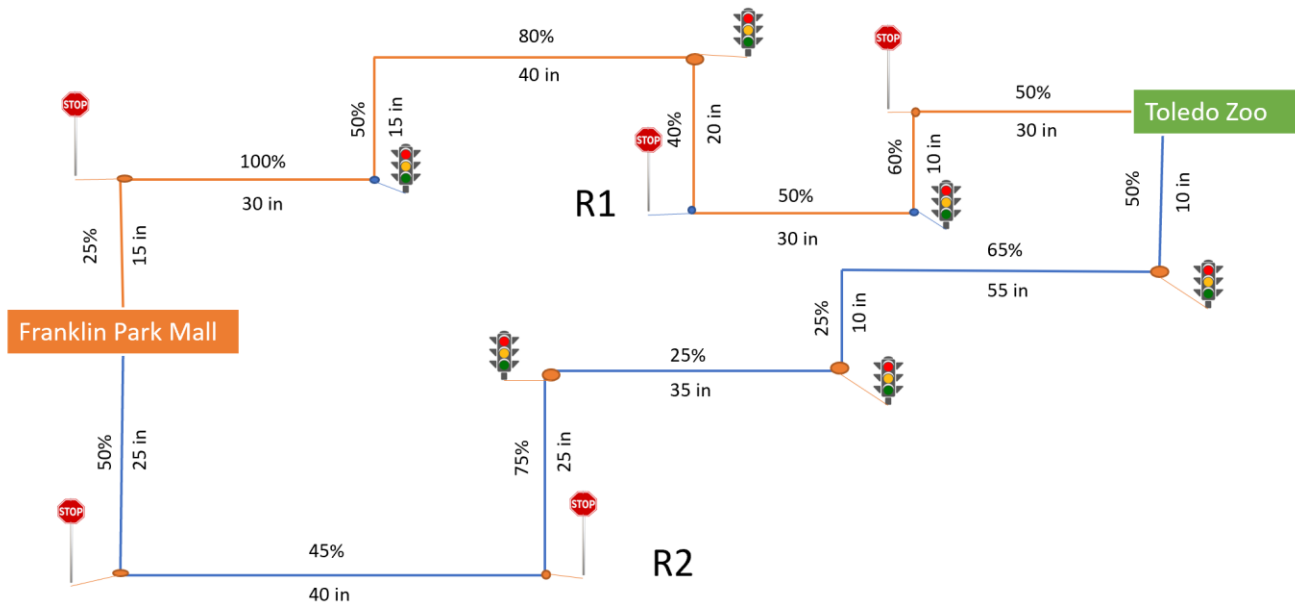 80%
40 in
STOP
STOP
50%
15 in
40%
20 in
50%
30 in
Toledo Zoo
STOP
100%
30 in
R1
60%
10 in
50%
30 in
50%
10 in
25%
15 in
65%
55 in
Franklin Park Mall
25%
10 in
25%
35 in
50%
25 in
75%
25 in
STOP
STOP
45%
40 in
R2